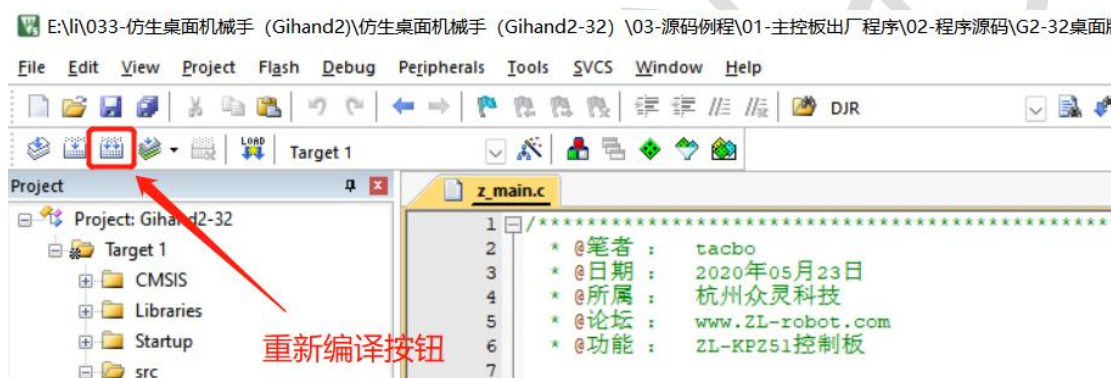 E:\li\033-仿生桌面机械手（Gihand2)\仿生桌面机械手（Gihand2-32）\03-源码例程\01-主控板出厂程序\02-程序源码\G2-32桌面
File Edit View Project Flash Debug Peripherals Tools SVCS Window Help
DJR
LOAD Target 1
Project
z_main.c
Project: Gihand2-32
Target 1
CMSIS
Libraries
Startup
src
重新编译按钮
1 /************************************************
2 * @笔者 : tacbo
3 * @日期 : 2020年05月23日
4 * @所属 : 杭州众灵科技
5 * @论坛 : www.ZL-robot.com
6 * @功能 : ZL-KPZ51控制板
7